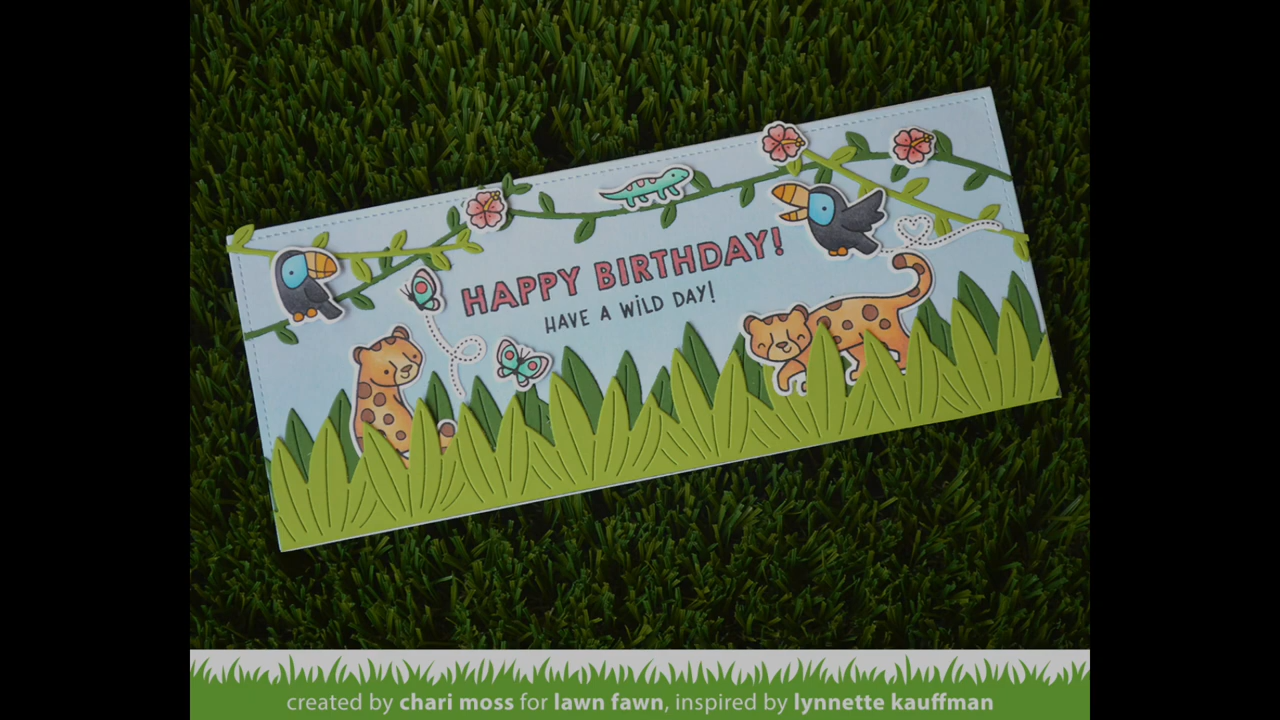 HAPPY BIRTHDAY!
HAVE A WiLD DAY!
created by chari moss for lawn fawn, inspired by lynnette kauffman